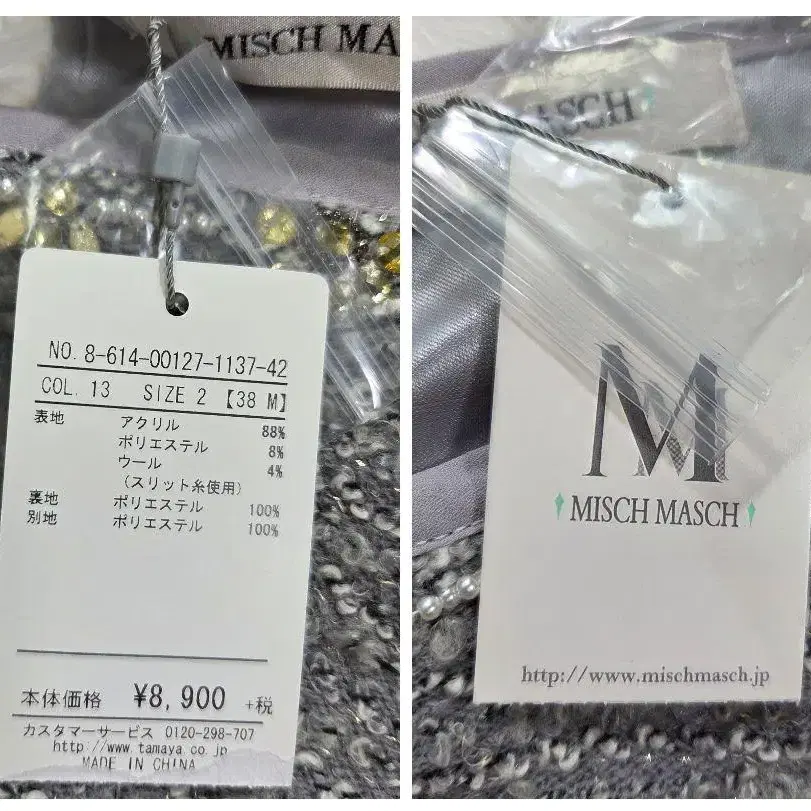 MISCH MA
NO. 8-614-00127-1137-42
COL. 13 SIZE 2 【38 M】
表地 アクリル 88%
ポリエステル 8%
ウール 4%
(スリット糸使用)
裏地 ポリエステル 100%
別地 ポリエステル 100%
本体価格 ¥8,900 +税
カスタマーサービス 0120-298-707
http://www.tamaya.co.jp
MADE IN CHINA
MASCH
M
MISCH MASCH
http://www.mischmasch.jp